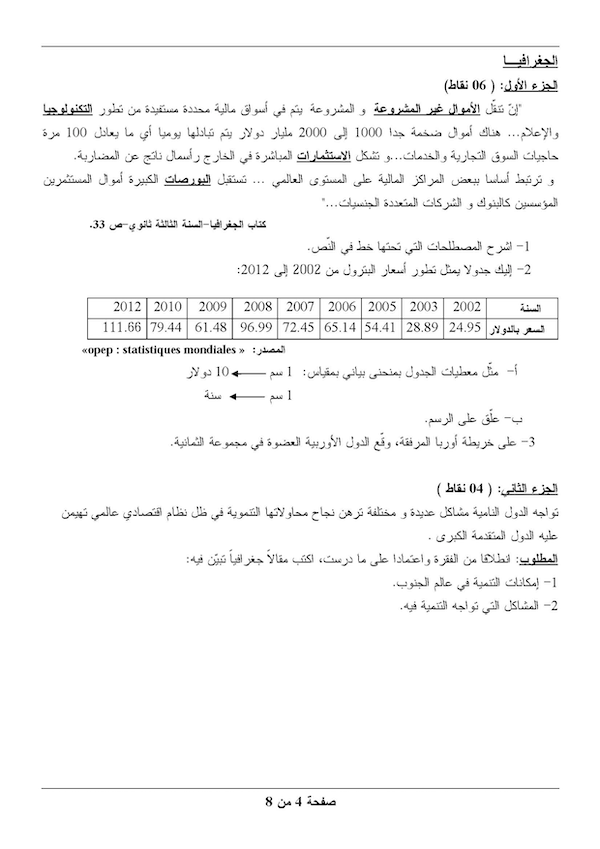 الجغرافيـــا
الجزء الأول: ( 06 نقاط)
"إنّ تنقّل الأموال غير المشروعة و المشروعة يتم في أسواق مالية محددة مستفيدة من تطور التكنولوجيا
والإعلام... هناك أموال ضخمة جدا 1000 إلى 2000 مليار دولار يتم تبادلها يوميا أي ما يعادل 100 مرة
حاجيات السوق التجارية والخدمات...و تشكل الاستثمارات المباشرة في الخارج رأسمال ناتج عن المضاربة.
و ترتبط أساسا ببعض المراكز المالية على المستوى العالمي ... تستقبل البورصات الكبيرة أموال المستثمرين
المؤسسين كالبنوك و الشركات المتعددة الجنسيات..."
كتاب الجغرافيا-السنة الثالثة ثانوي-ص 33.
1- اشرح المصطلحات التي تحتها خط في النّص.
2- إليك جدولا يمثل تطور أسعار البترول من 2002 إلى 2012:
السنة 2002 2003 2005 2006 2007 2008 2009 2010 2012
السعر بالدولار 24.95 28.89 54.41 65.14 72.45 96.99 61.48 79.44 111.66
المصدر: «opep : statistiques mondiales »
أ- مثّل معطيات الجدول بمنحنى بياني بمقياس: 1 سم ← 10 دولار
1 سم ← سنة
ب- علّق على الرسم.
3- على خريطة أوربا المرفقة، وقّع الدول الأوربية العضوة في مجموعة الثمانية.
الجزء الثاني: ( 04 نقاط )
تواجه الدول النامية مشاكل عديدة و مختلفة ترهن نجاح محاولاتها التنموية في ظل نظام اقتصادي عالمي تهيمن
عليه الدول المتقدمة الكبرى .
المطلوب: انطلاقا من الفقرة واعتمادا على ما درست، اكتب مقالاً جغرافياً تبيّن فيه:
1- إمكانات التنمية في عالم الجنوب.
2- المشاكل التي تواجه التنمية فيه.
صفحة 4 من 8